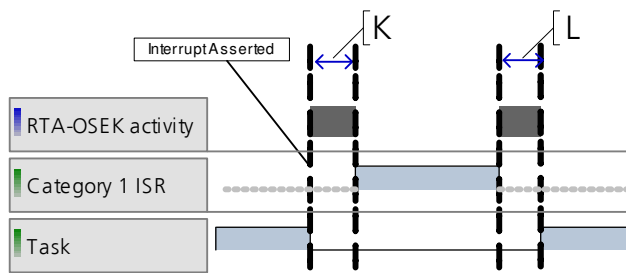 K
L
Interrupt Asserted
RTA-OSEK activity
Category 1 ISR
Task